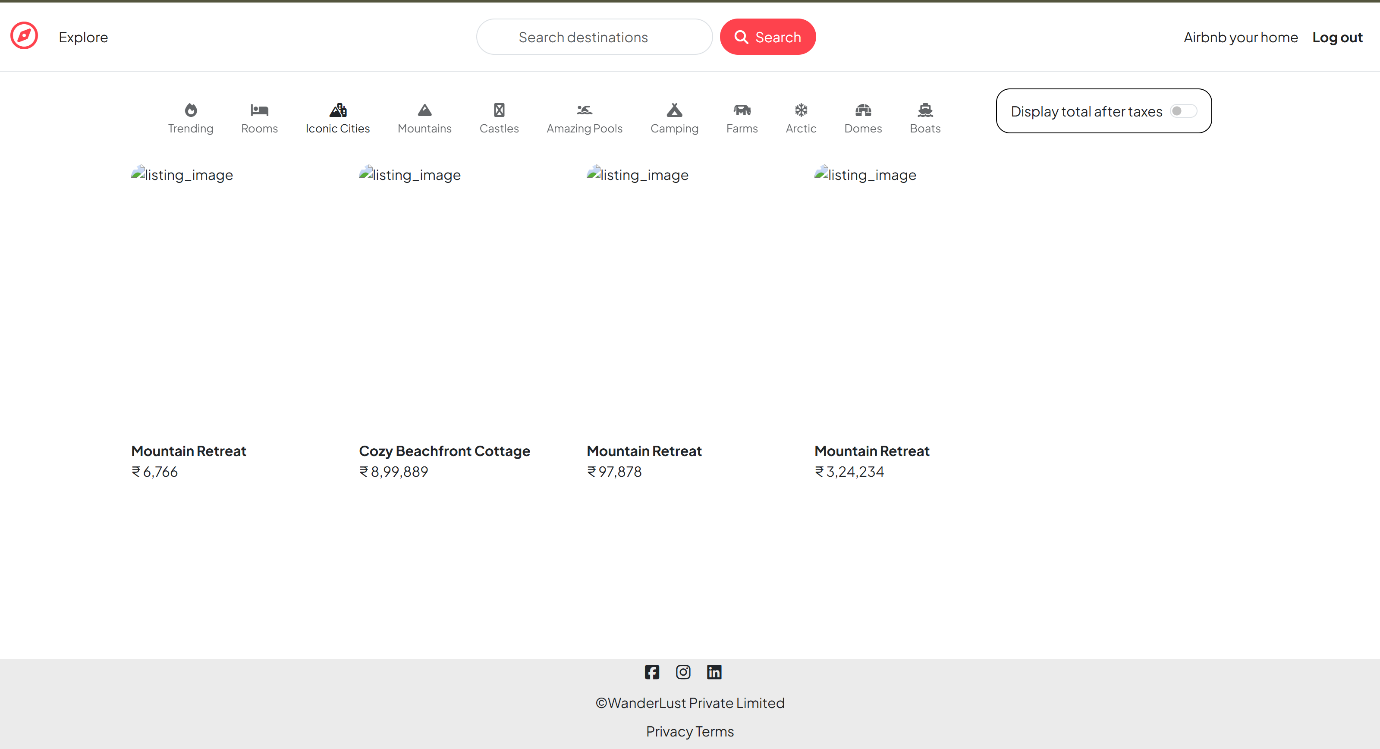 Explore
Search destinations
Search
Airbnb your home
Log out
Trending
Rooms
Iconic Cities
Mountains
Castles
Amazing Pools
Camping
Farms
Arctic
Domes
Boats
Display total after taxes
listing_image
listing_image
listing_image
listing_image
Mountain Retreat
₹ 6,766
Cozy Beachfront Cottage
₹ 8,99,889
Mountain Retreat
₹ 97,878
Mountain Retreat
₹ 3,24,234
©WanderLust Private Limited
Privacy Terms